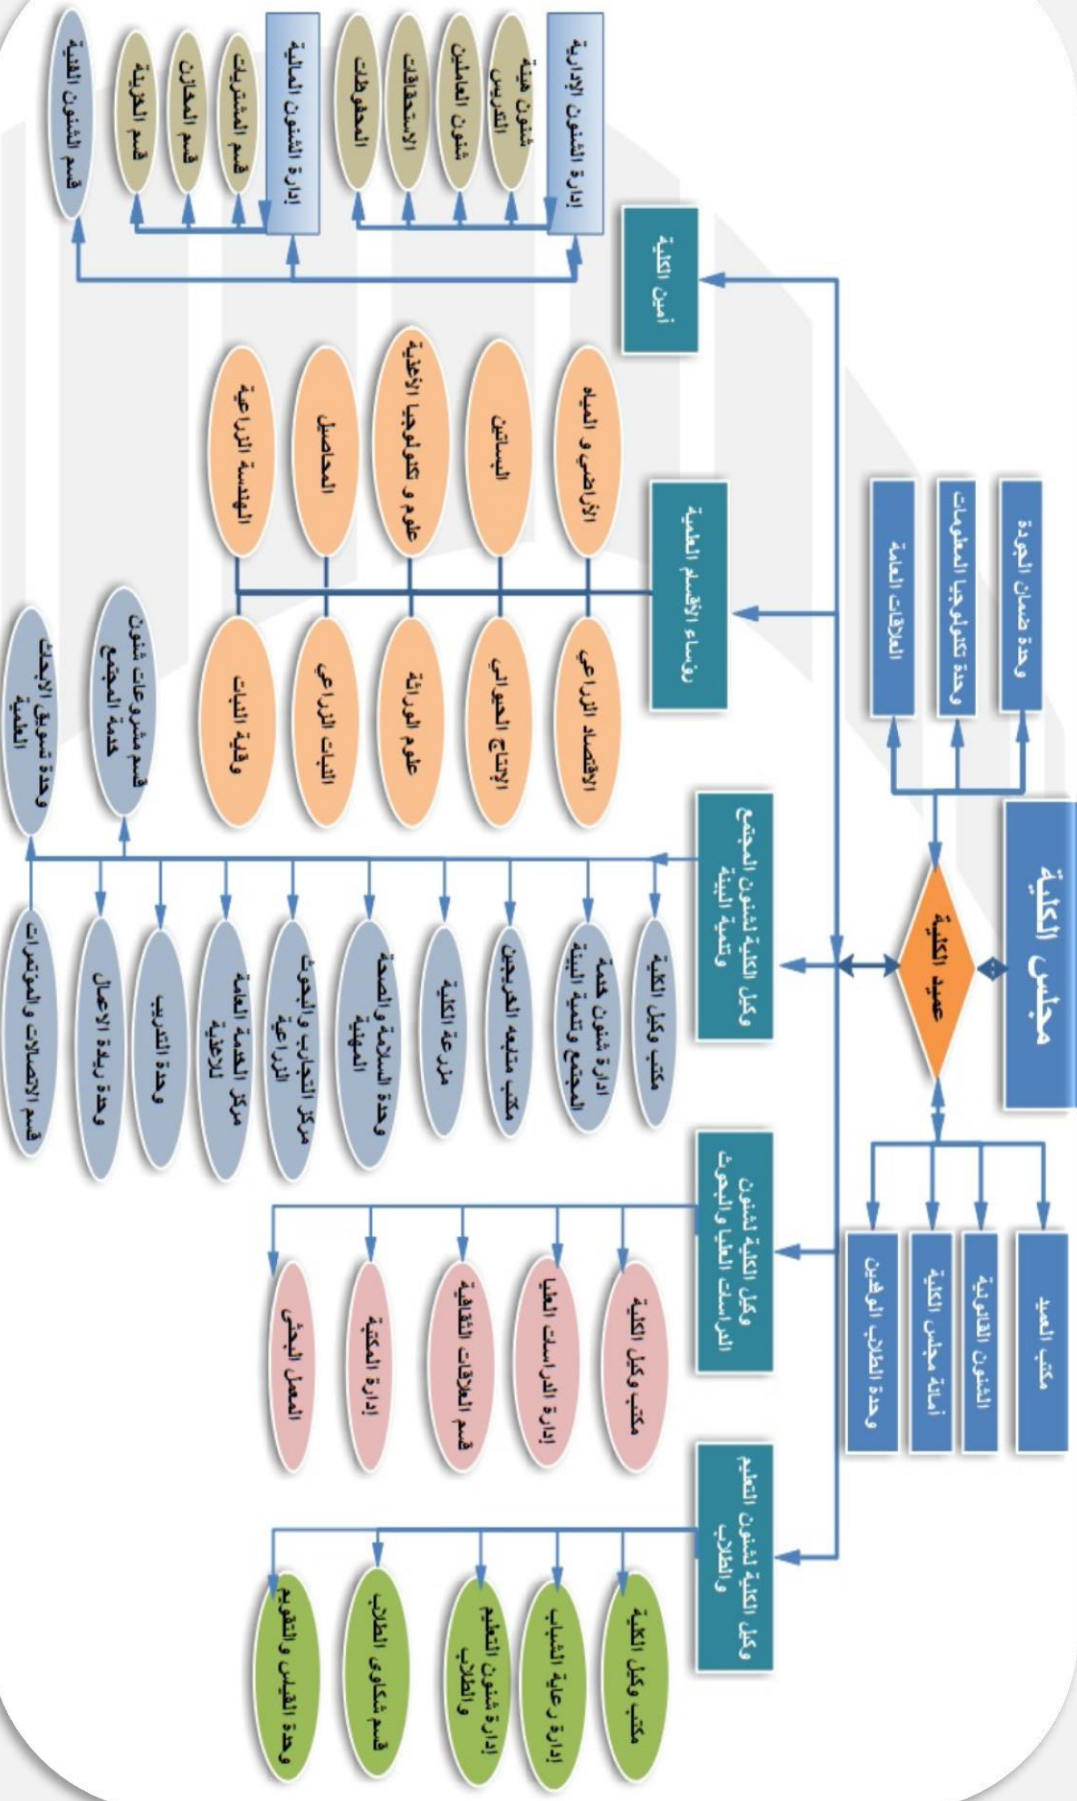 مجلس الكلية
عميد الكلية
مكتب العميد
الشئون القانونية
أمانة مجلس الكلية
وحدة الطلاب الوافدين
وحدة ضمان الجودة
وحدة تكنولوجيا المعلومات
العلاقات العامة
وكيل الكلية لشئون التعليم
والطلاب
مكتب وكيل الكلية
إدارة رعاية الشباب
إدارة شئون التعليم
والطلاب
قسم شكاوى الطلاب
وحدة القياس والتقويم
وكيل الكلية لشئون
الدراسات العليا والبحوث
مكتب وكيل الكلية
إدارة الدراسات العليا
قسم العلاقات الثقافية
إدارة المكتبة
المعمل البحثى
وكيل الكلية لشئون المجتمع
وتنمية البيئة
مكتب وكيل الكلية
ادارة شئون خدمة
المجتمع وتنمية البيئة
مكتب متابعه الخريجين
مزرعة الكلية
وحدة السلامة والصحة
المهنية
مركز التجارب والبحوث
الزراعية
مركز الخدمة العامة
للاغذية
وحدة التدريب
وحدة ريادة الاعمال
قسم الاتصالات والموتمرات
قسم مشروعات شئون
خدمة المجتمع
وحدة تسويق الابحاث
العلمية
رؤساء الأقسام العلمية
الاقتصاد الزراعي
الأراضي و المياه
الإنتاج الحيواني
البساتين
علوم الوراثة
علوم و تكنولوجيا الأغذية
النبات الزراعي
المحاصيل
وقاية النبات
الهندسة الزراعية
أمين الكلية
إدارة الشئون الإدارية
شئون هيئة
التدريس
شئون العاملين
الاستحقاقات
المحفوظات
إدارة الشئون المالية
قسم المشتريات
قسم المخازن
قسم الخزينة
قسم الشئون الفنية